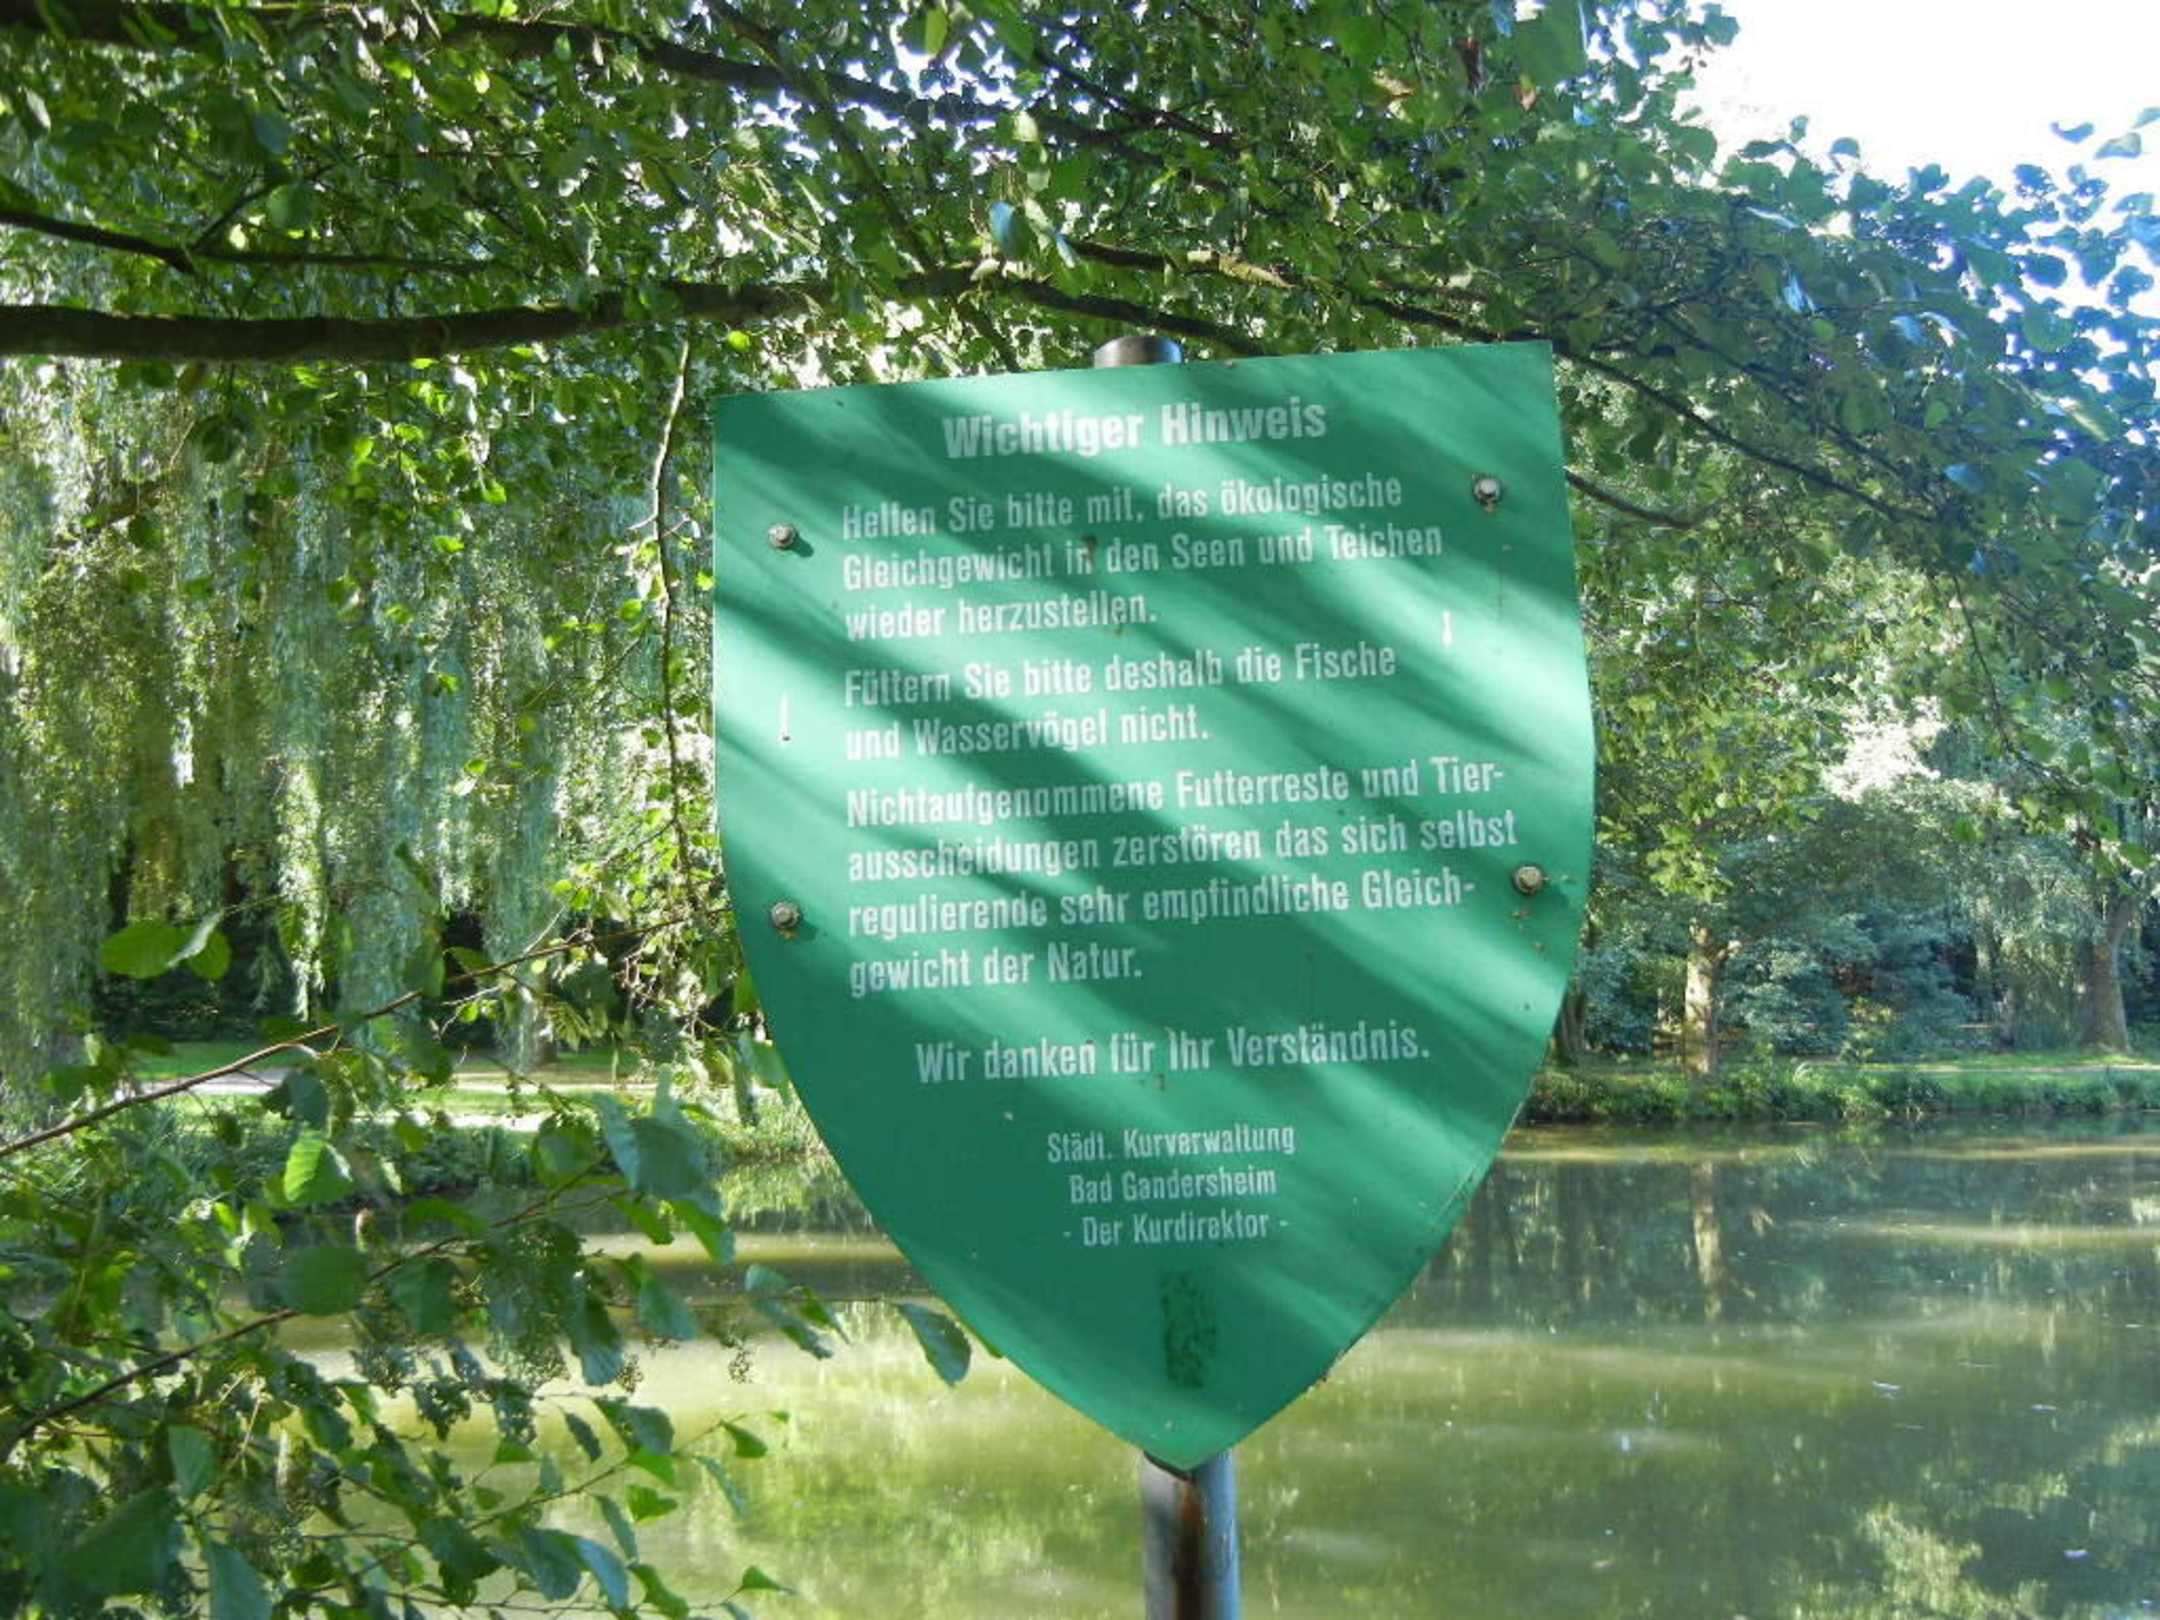 Wichtiger Hinweis
Helfen Sie bitte mit, das ökologische
Gleichgewicht in den Seen und Teichen
wieder herzustellen.
Füttern Sie bitte deshalb die Fische
und Wasservögel nicht.
Nichtaufgenommene Futterreste und Tier-
ausscheidungen zerstören das sich selbst
regulierende sehr empfindliche Gleich-
gewicht der Natur.
Wir danken für Ihr Verständnis.
Städt. Kurverwaltung
Bad Gandersheim
- Der Kurdirektor -